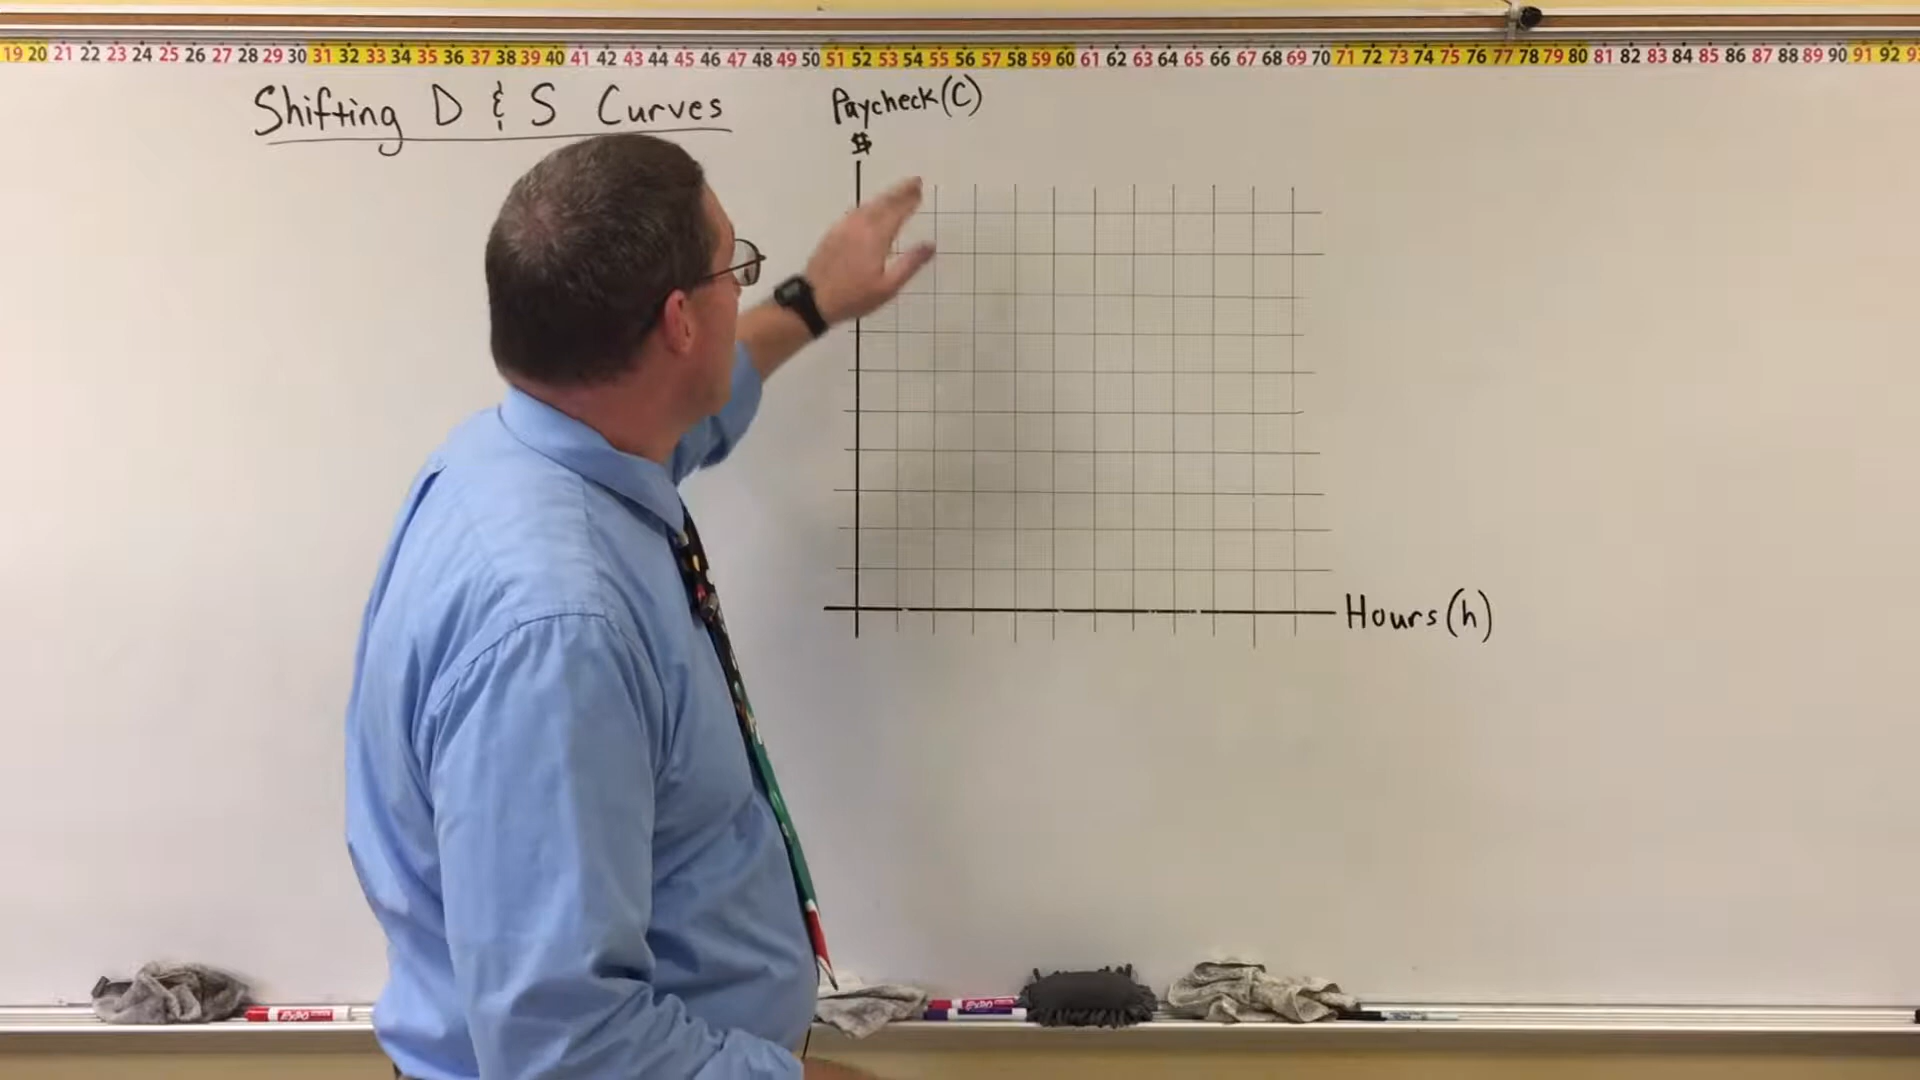 19 20 21 22 23 24 25 26 27 28 29 30 31 32 33 34 35 36 37 38 39 40 41 42 43 44 45 46 47 48 49 50 51 52 53 54 55 56 57 58 59 60 61 62 63 64 65 66 67 68 69 70 71 72 73 74 75 76 77 78 79 80 81 82 83 84 85 86 87 88 89 90 91 92
Shifting D & S Curves
Paycheck(C)
$
Hours(h)
EXPO
EXPO